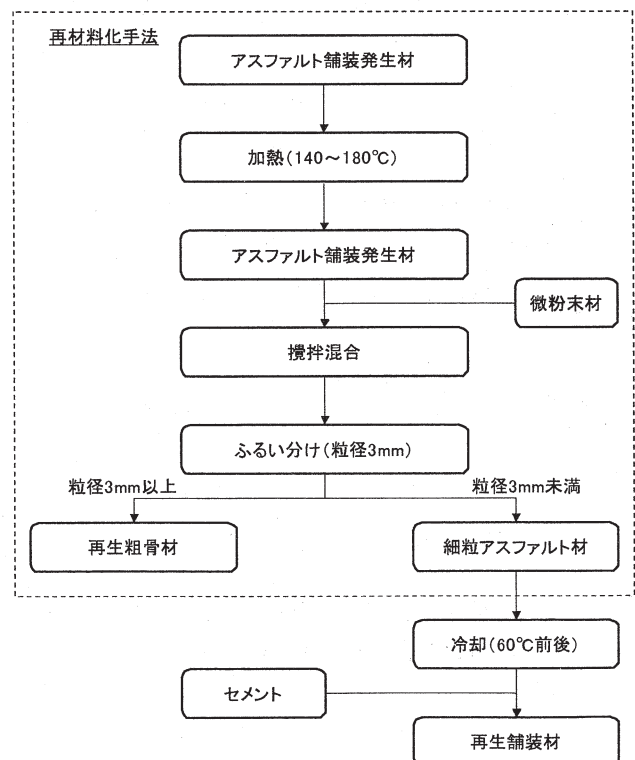 再材料化手法
アスファルト舗装発生材
加熱(140～180℃)
アスファルト舗装発生材
微粉末材
攪拌混合
ふるい分け(粒径3mm)
粒径3mm以上
粒径3mm未満
再生粗骨材
細粒アスファルト材
冷却(60℃前後)
セメント
再生舗装材